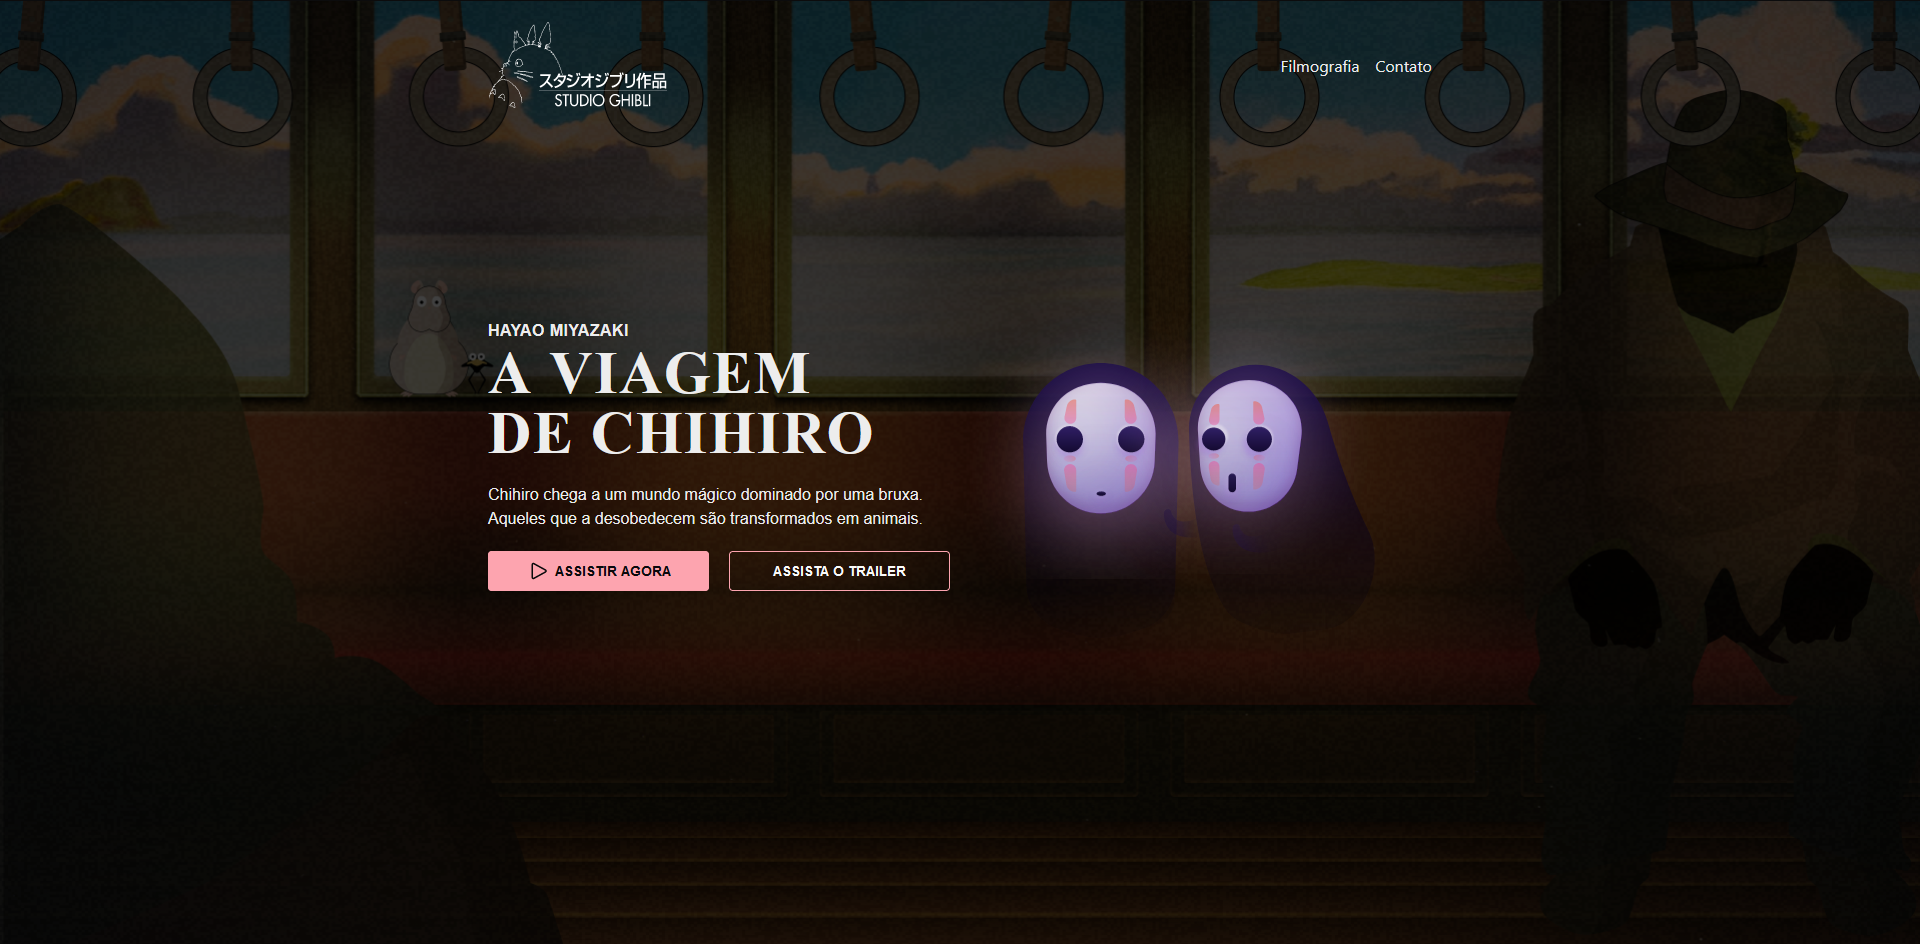 スタジオジブリ作品
STUDIO GHIBLI
Filmografia Contato
HAYAO MIYAZAKI
A VIAGEM
DE CHIHIRO
Chihiro chega a um mundo mágico dominado por uma bruxa.
Aqueles que a desobedecem são transformados em animais.
ASSISTIR AGORA
ASSISTA O TRAILER